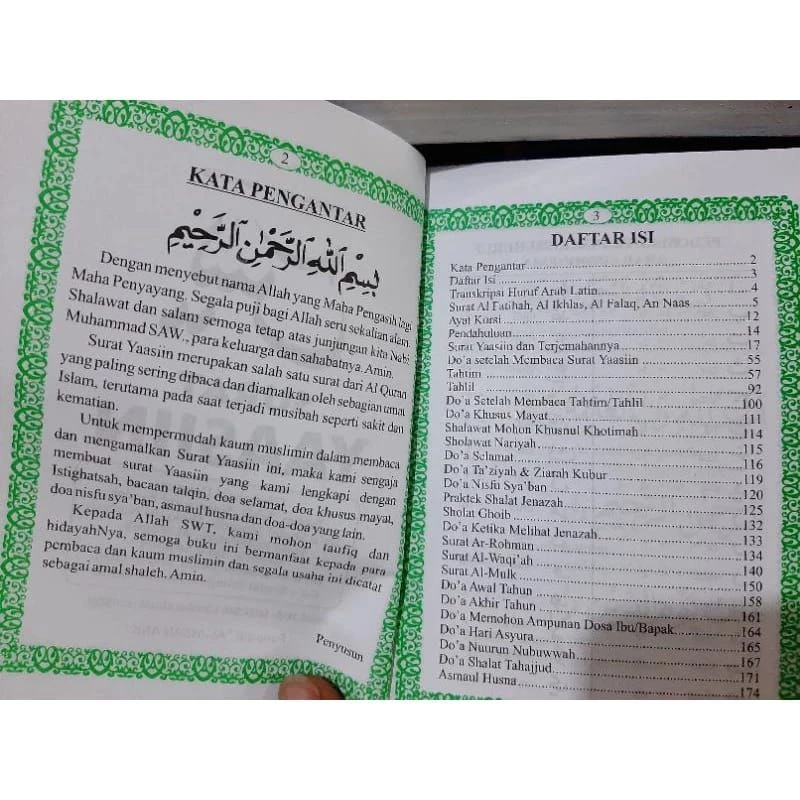 2
KATA PENGANTAR
بِسْمِ اللهِ الرَّحْمٰنِ الرَّحِيْمِ
Dengan menyebut nama Allah yang Maha Pengasih lagi
Maha Penyayang. Segala puji bagi Allah seru sekalian alam.
Shalawat dan salam semoga tetap atas junjungan kita Nabi
Muhammad SAW., para keluarga dan sahabatnya. Amin.
Surat Yaasiin merupakan salah satu surat dari Al Quran
yang paling sering dibaca dan diamalkan oleh sebagian umat
Islam, terutama pada saat terjadi musibah seperti sakit dan
kematian.
Untuk mempermudah kaum muslimin dalam membaca
dan mengamalkan Surat Yaasiin ini, maka kami sengaja
membuat surat Yaasiin yang kami lengkapi dengan
Istighatsah, bacaan talqin, doa selamat, doa khusus mayat,
doa nisfu sya'ban, asmaul husna dan doa-doa yang lain.
Kepada Allah SWT, kami mohon taufiq dan
hidayahNya, semoga buku ini bermanfaat kepada para
pembaca dan kaum muslimin dan segala usaha ini dicatat
sebagai amal shaleh. Amin.
Penyusun
3
DAFTAR ISI
Kata Pengantar 2
Daftar Isi 3
Transkripsi Huruf Arab Latin 4
Surat Al Fatihah, Al Ikhlas, Al Falaq, An Naas 5
Ayat Kursi 12
Pendahuluan 14
Surat Yaasiin dan Terjemahannya 17
Do'a setelah Membaca Surat Yaasiin 55
Tahtim 57
Tahlil 92
Do'a Setelah Membaca Tahtim/Tahlil 100
Do'a Khusus Mayat 111
Shalawat Mohon Khusnul Khotimah 114
Sholawat Nariyah 115
Do'a Selamat 116
Do'a Ta'ziyah & Ziarah Kubur 119
Do'a Nisfu Sya'ban 120
Praktek Shalat Jenazah 125
Sholat Ghoib 132
Do'a Ketika Melihat Jenazah 133
Surat Ar-Rohman 134
Surat Al-Waqi'ah 140
Surat Al-Mulk 150
Do'a Awal Tahun 158
Do'a Akhir Tahun 161
Do'a Memohon Ampunan Dosa Ibu/Bapak 164
Do'a Hari Asyura 165
Do'a Nuurun Nubuwwah 167
Do'a Shalat Tahajjud 171
Asmaul Husna 174